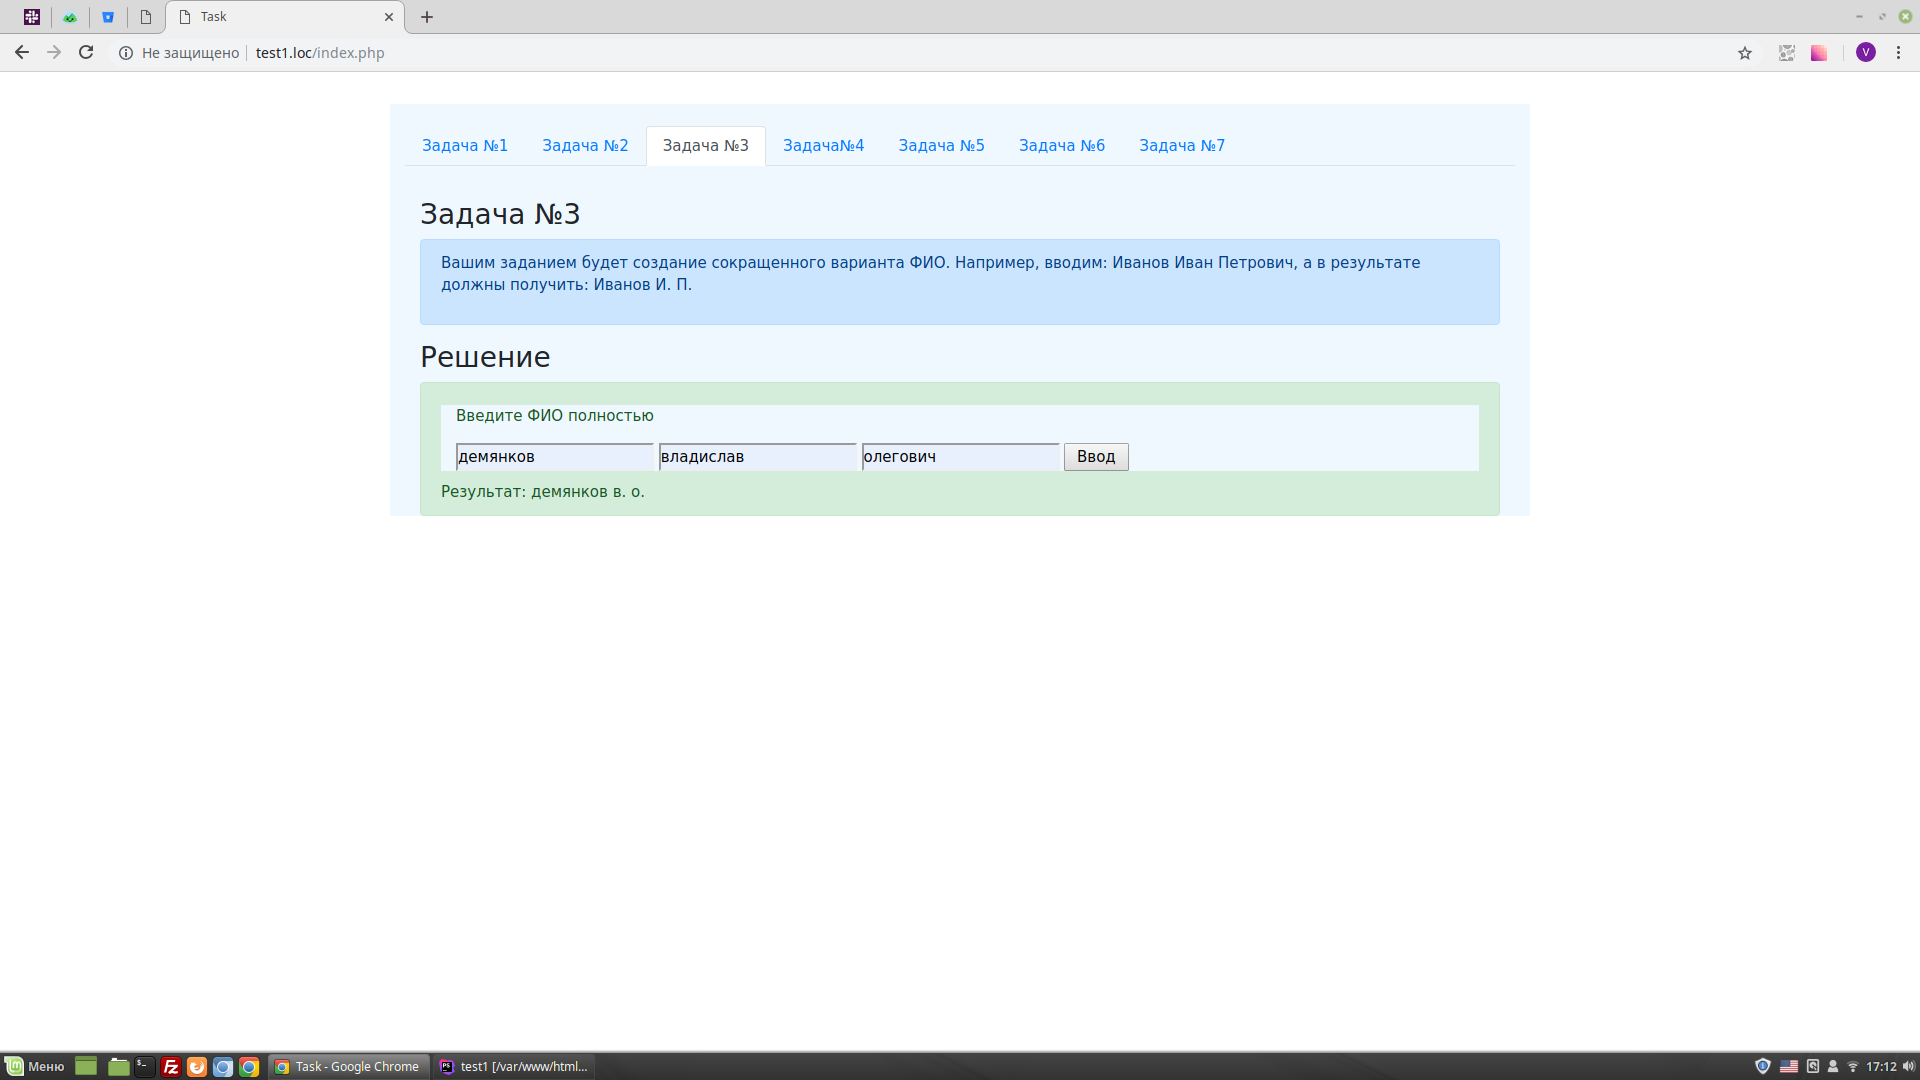 Task
Не защищено test1.loc/index.php
V
Задача №1 Задача №2 Задача №3 Задача№4 Задача №5 Задача №6 Задача №7
Задача №3
Вашим заданием будет создание сокращенного варианта ФИО. Например, вводим: Иванов Иван Петрович, а в результате
должны получить: Иванов И. П.
Решение
Введите ФИО полностью
демянков владислав олегович Ввод
Результат: демянков в. о.
Меню Task - Google Chrome test1 [/var/www/html... 17:12